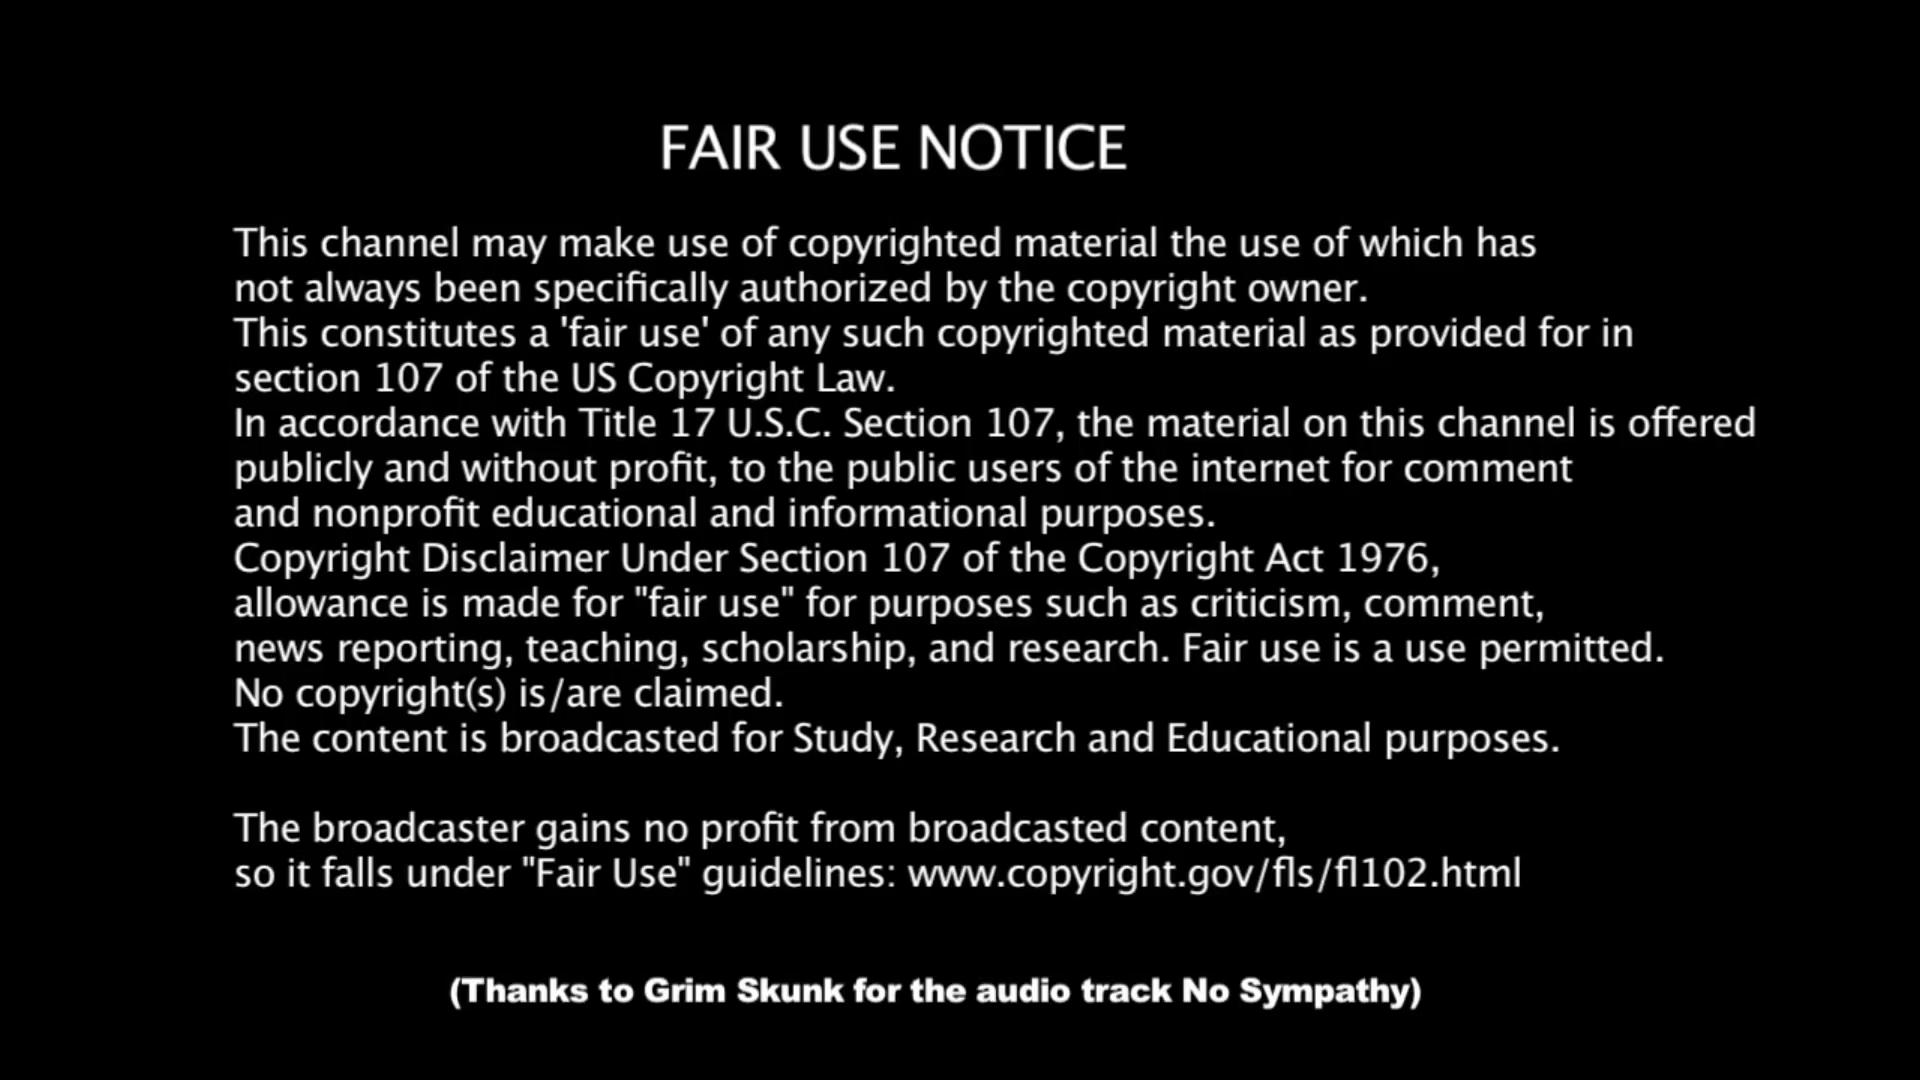 FAIR USE NOTICE
This channel may make use of copyrighted material the use of which has
not always been specifically authorized by the copyright owner.
This constitutes a 'fair use' of any such copyrighted material as provided for in
section 107 of the US Copyright Law.
In accordance with Title 17 U.S.C. Section 107, the material on this channel is offered
publicly and without profit, to the public users of the internet for comment
and nonprofit educational and informational purposes.
Copyright Disclaimer Under Section 107 of the Copyright Act 1976,
allowance is made for "fair use" for purposes such as criticism, comment,
news reporting, teaching, scholarship, and research. Fair use is a use permitted.
No copyright(s) is/are claimed.
The content is broadcasted for Study, Research and Educational purposes.
The broadcaster gains no profit from broadcasted content,
so it falls under "Fair Use" guidelines: www.copyright.gov/fls/fl102.html
(Thanks to Grim Skunk for the audio track No Sympathy)